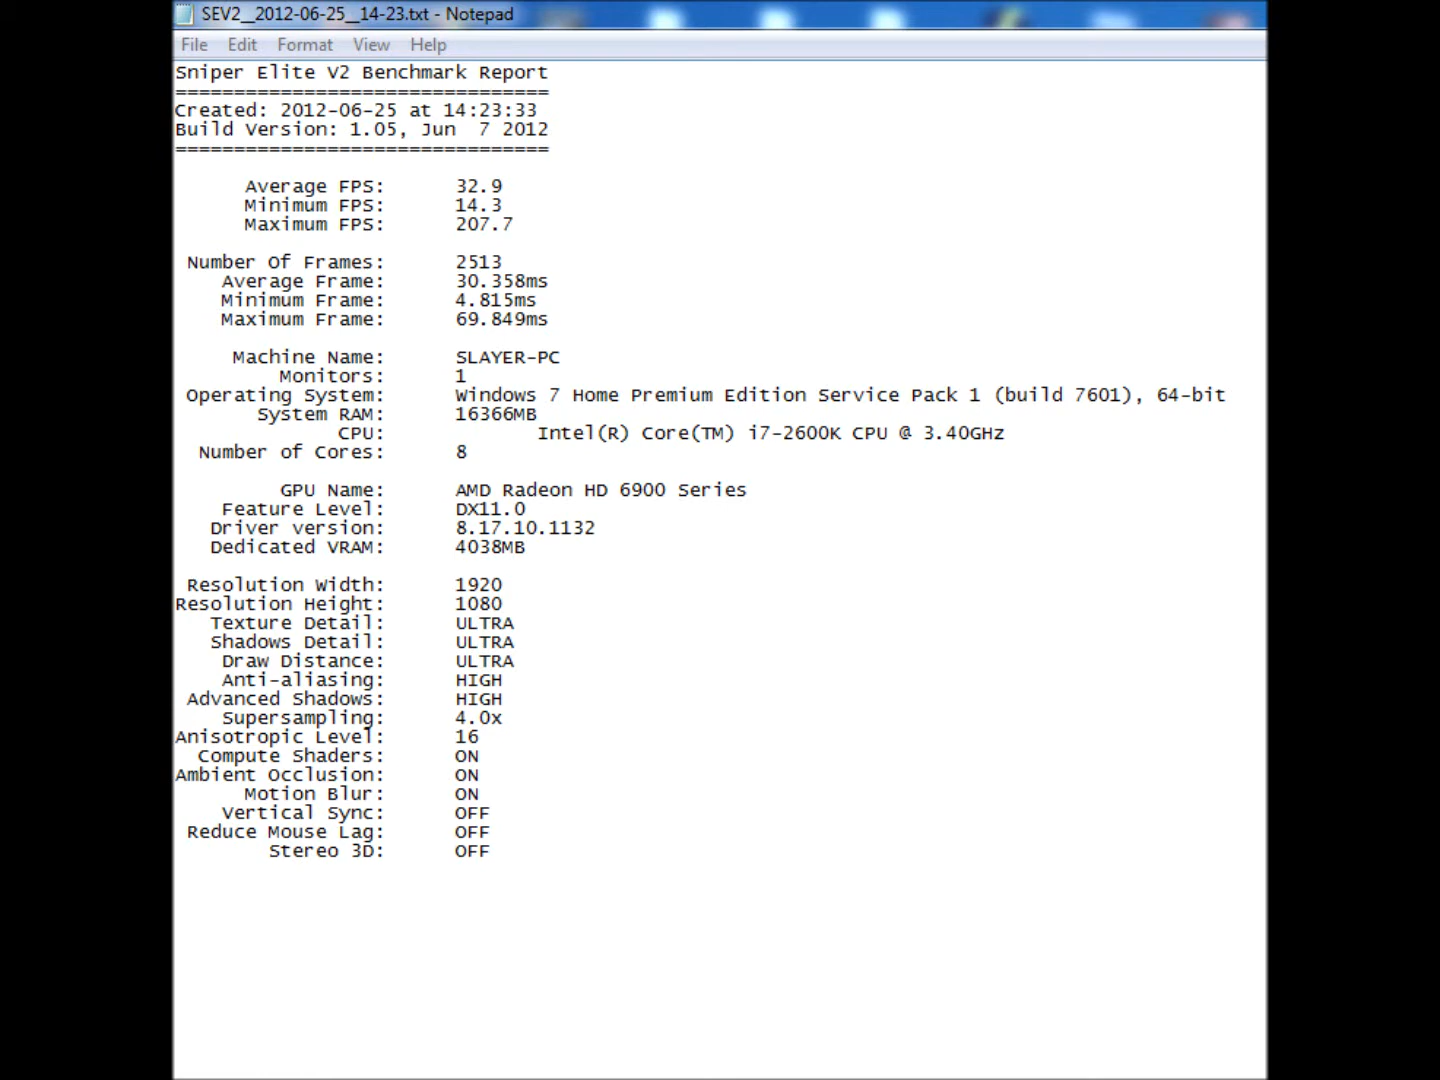 SEV2__2012-06-25__14-23.txt - Notepad
File Edit Format View Help
Sniper Elite V2 Benchmark Report
================================
Created: 2012-06-25 at 14:23:33
Build Version: 1.05, Jun  7 2012
================================
Average FPS: 32.9
Minimum FPS: 14.3
Maximum FPS: 207.7
Number Of Frames: 2513
Average Frame: 30.358ms
Minimum Frame: 4.815ms
Maximum Frame: 69.849ms
Machine Name: SLAYER-PC
Monitors: 1
Operating System: Windows 7 Home Premium Edition Service Pack 1 (build 7601), 64-bit
System RAM: 16366MB
CPU: Intel(R) Core(TM) i7-2600K CPU @ 3.40GHz
Number of Cores: 8
GPU Name: AMD Radeon HD 6900 Series
Feature Level: DX11.0
Driver version: 8.17.10.1132
Dedicated VRAM: 4038MB
Resolution Width: 1920
Resolution Height: 1080
Texture Detail: ULTRA
Shadows Detail: ULTRA
Draw Distance: ULTRA
Anti-aliasing: HIGH
Advanced Shadows: HIGH
Supersampling: 4.0x
Anisotropic Level: 16
Compute Shaders: ON
Ambient Occlusion: ON
Motion Blur: ON
Vertical Sync: OFF
Reduce Mouse Lag: OFF
Stereo 3D: OFF